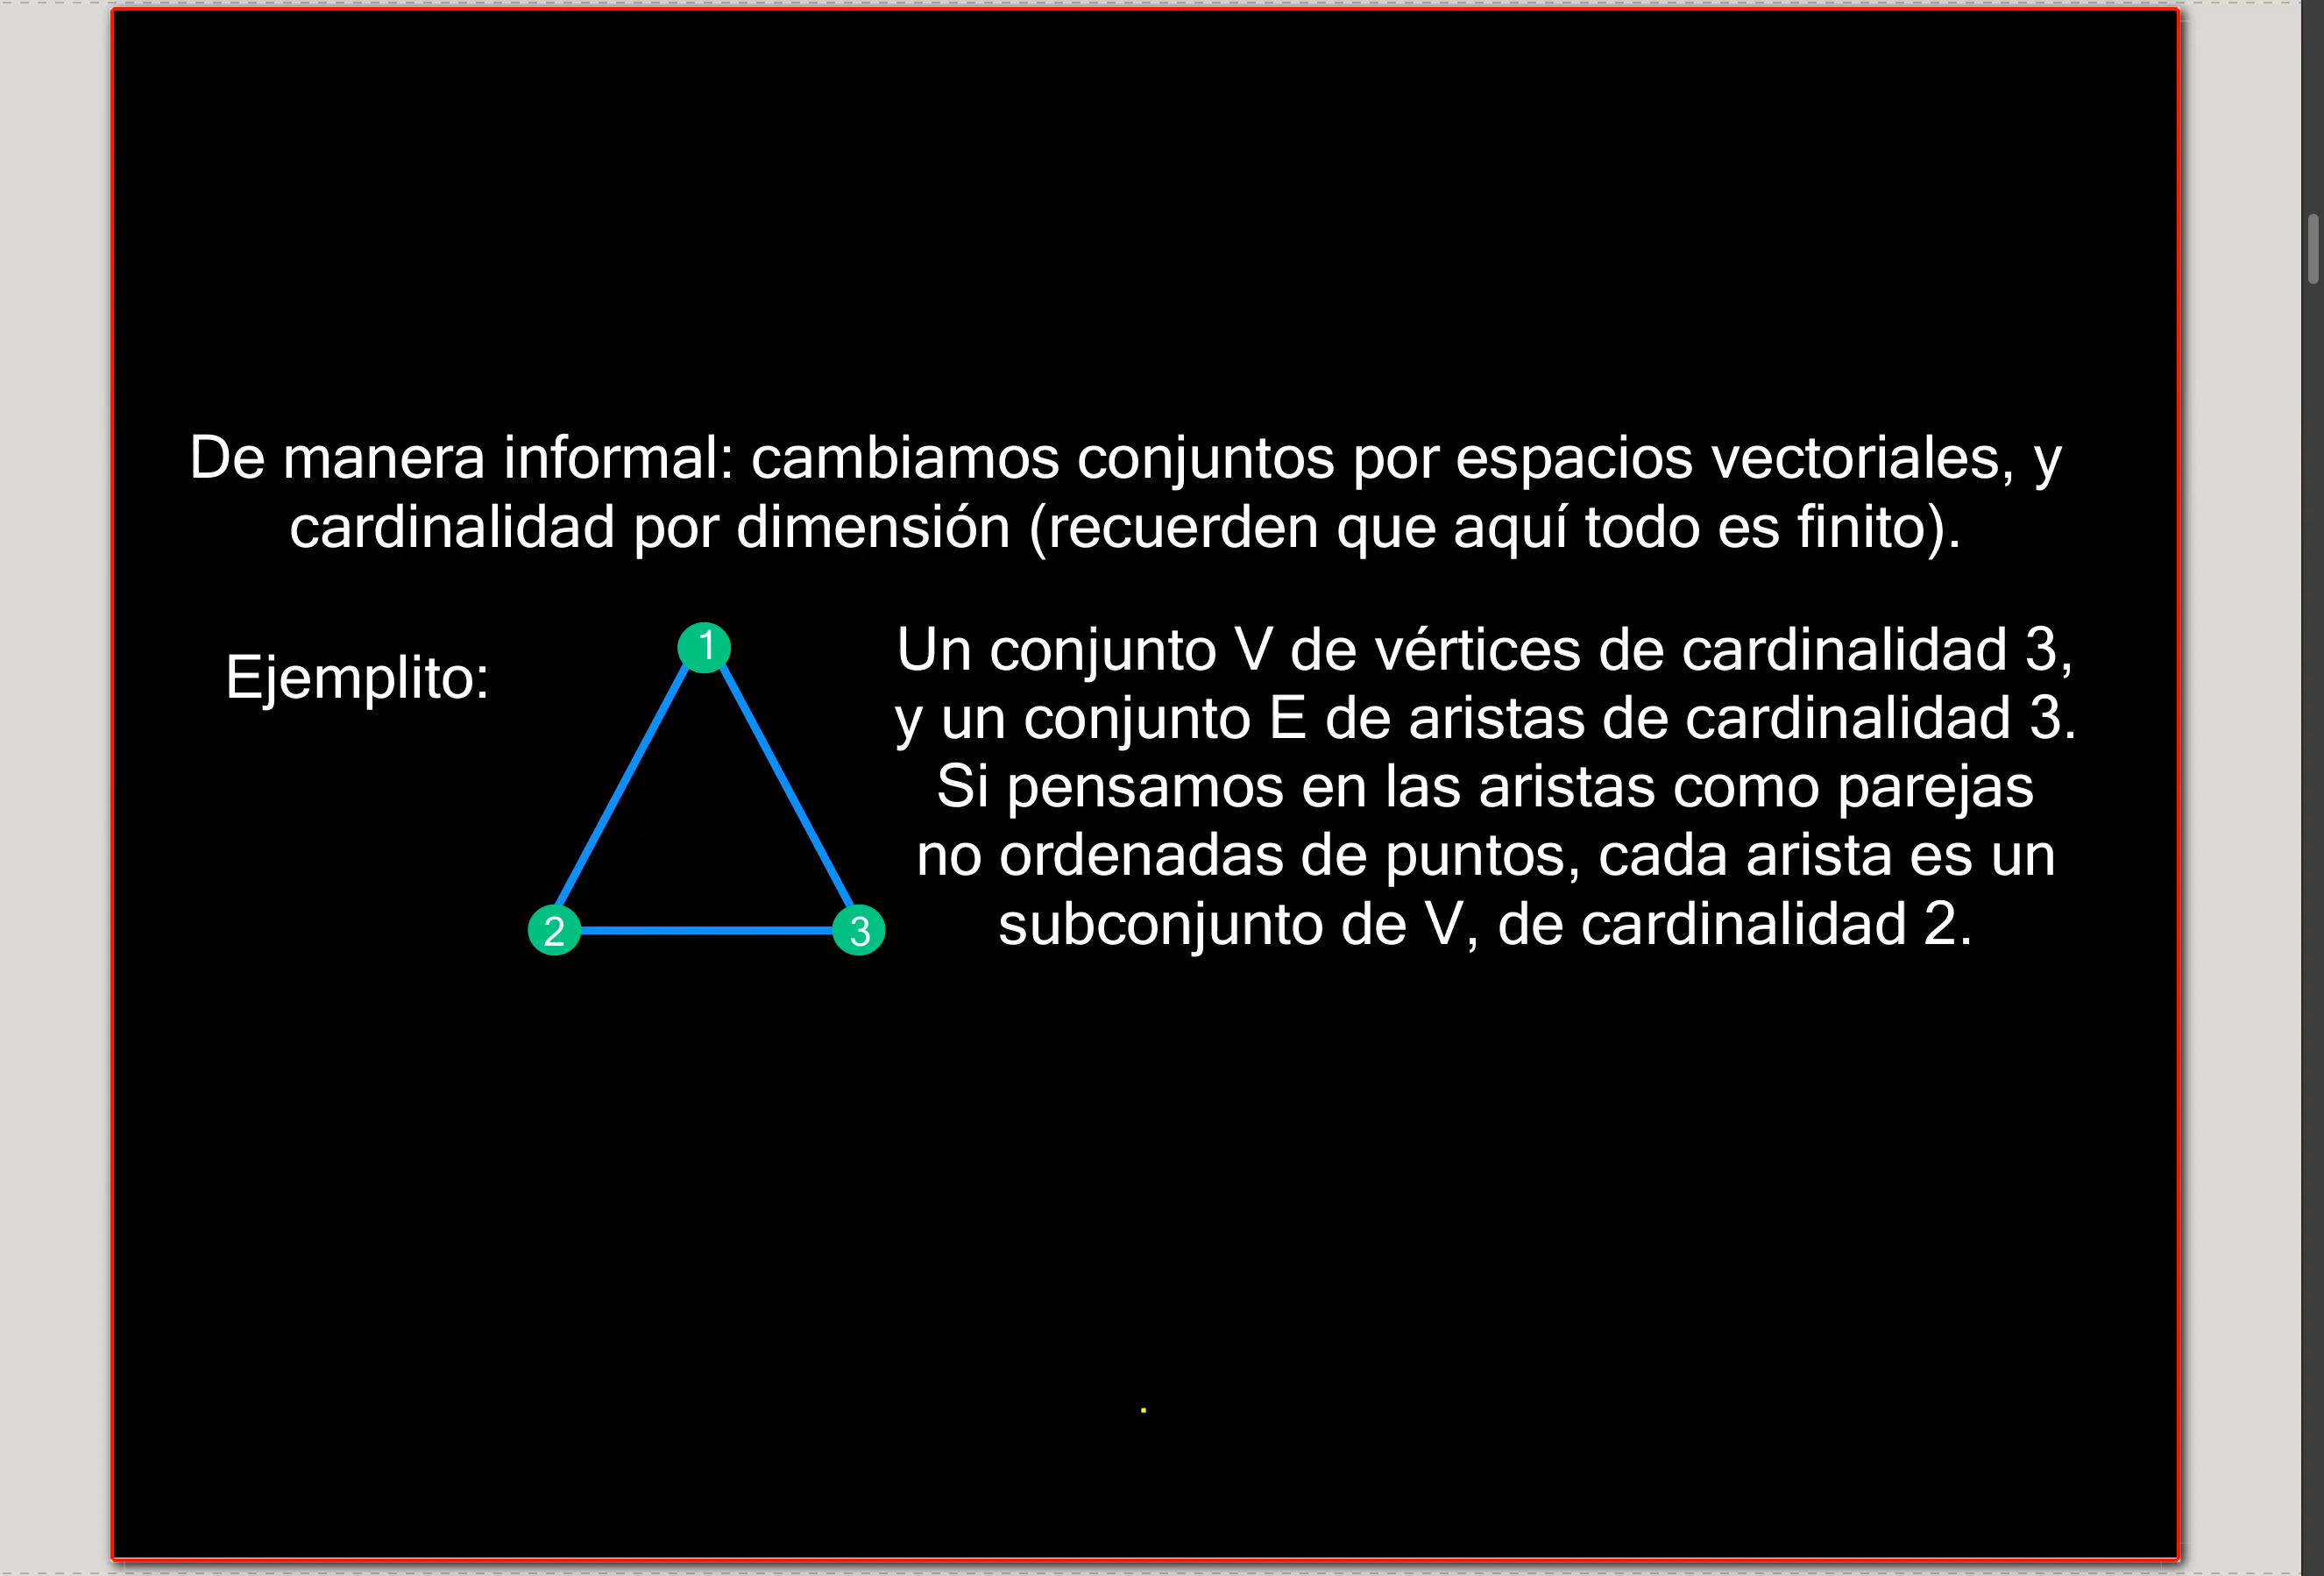 De manera informal: cambiamos conjuntos por espacios vectoriales, y
cardinalidad por dimensión (recuerden que aquí todo es finito).
Ejemplito:
1
2
3
Un conjunto V de vértices de cardinalidad 3,
y un conjunto E de aristas de cardinalidad 3.
Si pensamos en las aristas como parejas
no ordenadas de puntos, cada arista es un
subconjunto de V, de cardinalidad 2.